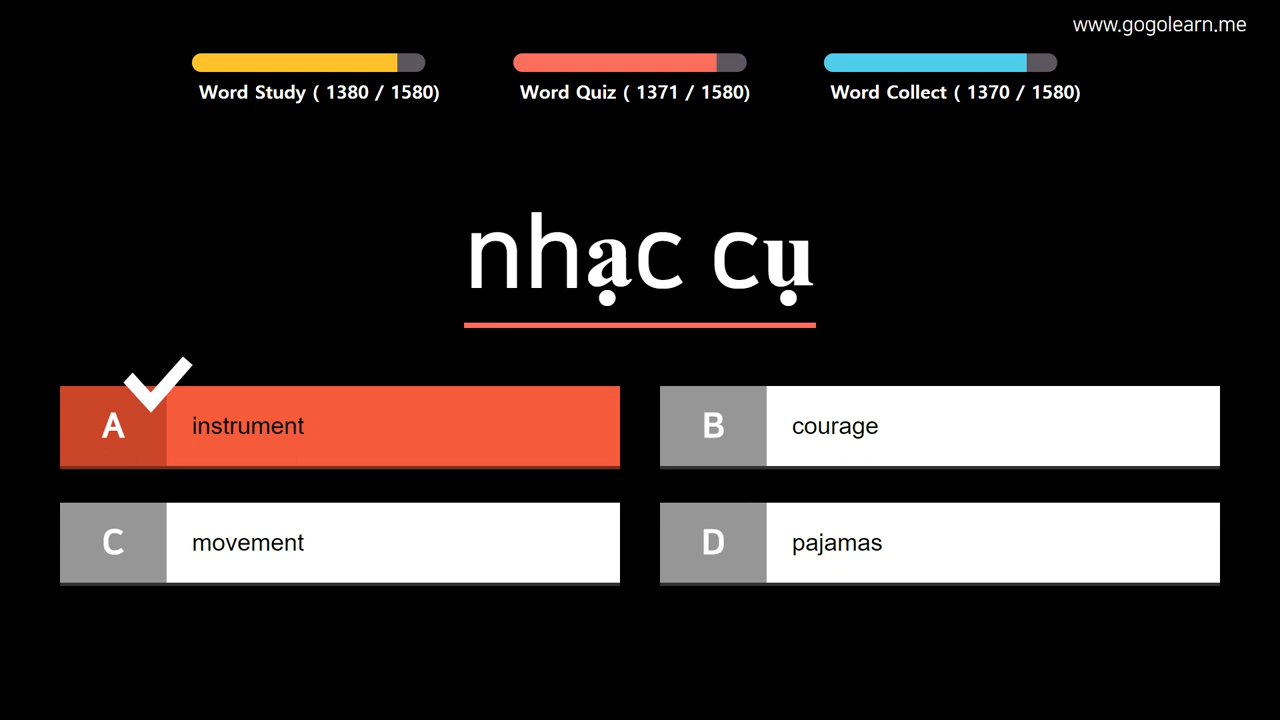 www.gogolearn.me
Word Study ( 1380 / 1580)
Word Quiz ( 1371 / 1580)
Word Collect ( 1370 / 1580)
nhạc cụ
A instrument
B courage
C movement
D pajamas